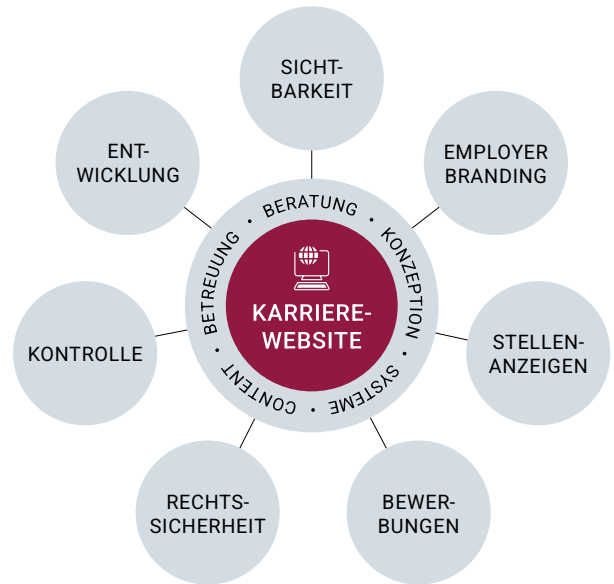 SICHT-
BARKEIT
EMPLOYER
BRANDING
STELLEN-
ANZEIGEN
BEWER-
BUNGEN
RECHTS-
SICHERHEIT
KONTROLLE
ENT-
WICKLUNG
BERATUNG • KONZEPTION • SYSTEME • CONTENT • BETREUUNG •
KARRIERE-
WEBSITE